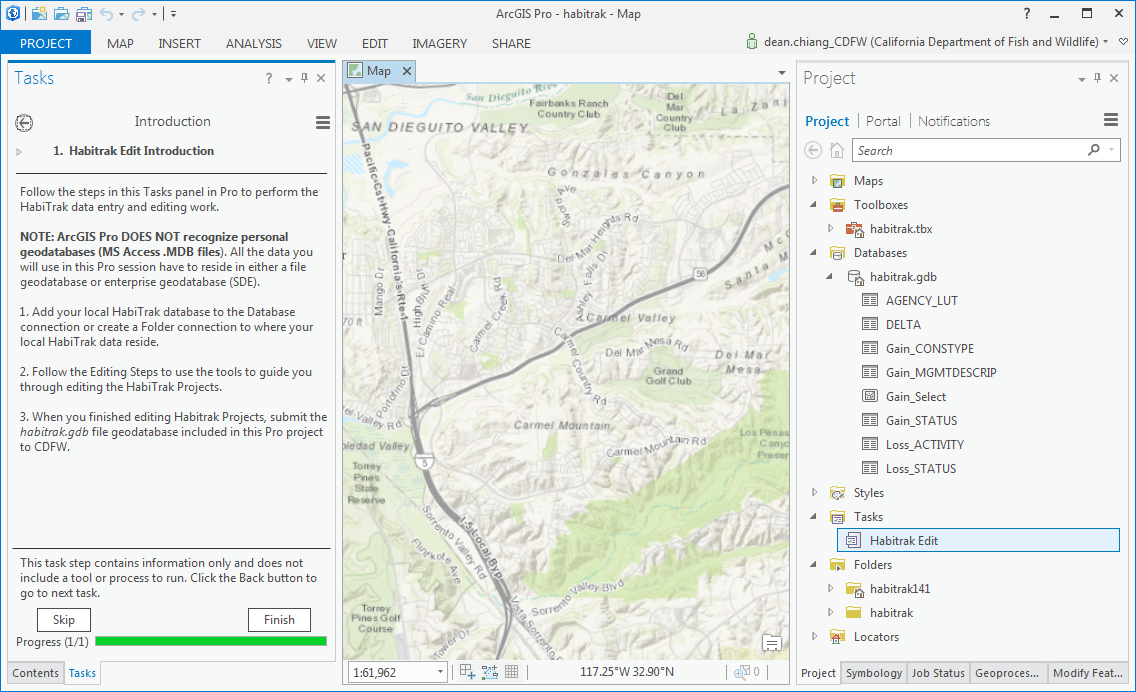 ArcGIS Pro - habitrak - Map
?
PROJECT MAP INSERT ANALYSIS VIEW EDIT IMAGERY SHARE
dean.chiang_CDFW (California Department of Fish and Wildlife)
Tasks
?
Introduction
1. Habitrak Edit Introduction
Follow the steps in this Tasks panel in Pro to perform the
HabiTrak data entry and editing work.
NOTE: ArcGIS Pro DOES NOT recognize personal
geodatabases (MS Access .MDB files). All the data you
will use in this Pro session have to reside in either a file
geodatabase or enterprise geodatabase (SDE).
1. Add your local HabiTrak database to the Database
connection or create a Folder connection to where your
local HabiTrak data reside.
2. Follow the Editing Steps to use the tools to guide you
through editing the HabiTrak Projects.
3. When you finished editing Habitrak Projects, submit the
habitrak.gdb file geodatabase included in this Pro project
to CDFW.
This task step contains information only and does not
include a tool or process to run. Click the Back button to
go to next task.
Skip Finish
Progress (1/1)
Contents Tasks
Map
San Dieguito Riv
Fairbanks Ranch
Country Club
Del
Mar
Country
Club
SAN DIEGUITO VALLEY
Gonzales Canyon
Pacific Cst Hwy-California's Rte 1
Del Mar Heights Rd
Ashley Falls Dr
Mango Dr
High Bluf
El Camino Real
Carmel Creek
Rd
56
Santa M
70 ft
Carmel Valley
Carmel Country Rd
Del Mar Mesa Rd
Del Mar
Mesa
Grand
Golf Club
Portofino Dr
el Valley Rd
Carmel Mountain
Carmel Mountain Rd
Los Penas
Canyo
Preser
oledad Valley
5
Torrey
Pines
State
Reserve
I-5 Local Byp
Sorrento Valley Rd
Flintkote Ave
Sorrento Valley Blvd
Vista Sorrento
Torrey
Pines Golf
Course
Tower Dr
1:61,962
117.25°W 32.90°N
0
Project
Project Portal Notifications
Search
Maps
Toolboxes
habitrak.tbx
Databases
habitrak.gdb
AGENCY_LUT
DELTA
Gain_CONSTYPE
Gain_MGMTDESCRIP
Gain_Select
Gain_STATUS
Loss_ACTIVITY
Loss_STATUS
Styles
Tasks
Habitrak Edit
Folders
habitrak141
habitrak
Locators
Project Symbology Job Status Geoproces... Modify Feat...